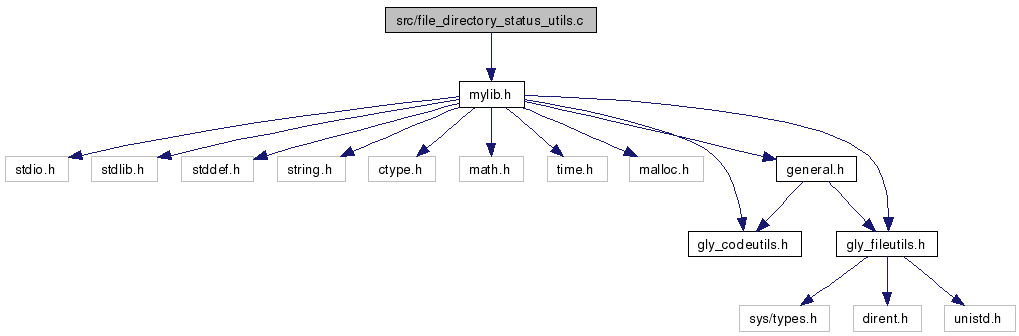 src/file_directory_status_utils.c
mylib.h
stdio.h
stdlib.h
stddef.h
string.h
ctype.h
math.h
time.h
malloc.h
general.h
gly_codeutils.h
gly_fileutils.h
sys/types.h
dirent.h
unistd.h